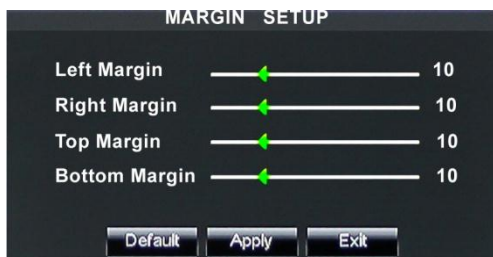 MARGIN SETUP
Left Margin 10
Right Margin 10
Top Margin 10
Bottom Margin 10
Default Apply Exit